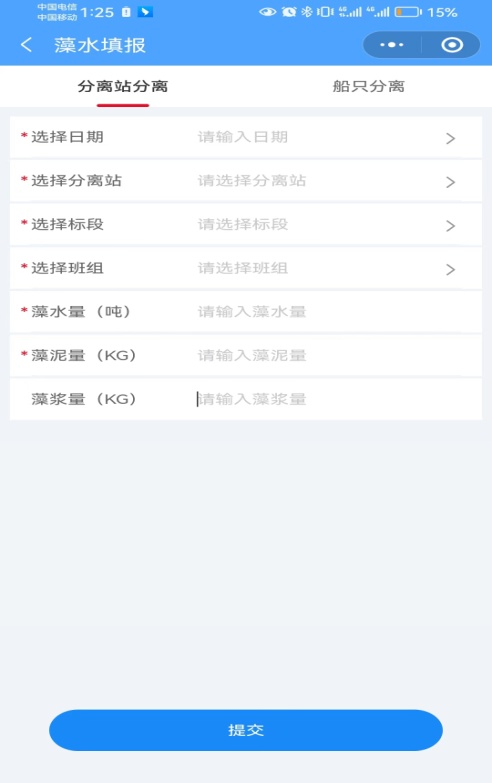 中国电信
中国移动 1:25 15%
藻水填报
分离站分离 船只分离
*选择日期 请输入日期
*选择分离站 请选择分离站
*选择标段 请选择标段
*选择班组 请选择班组
*藻水量（吨） 请输入藻水量
*藻泥量（KG） 请输入藻泥量
藻浆量（KG） 请输入藻浆量
提交